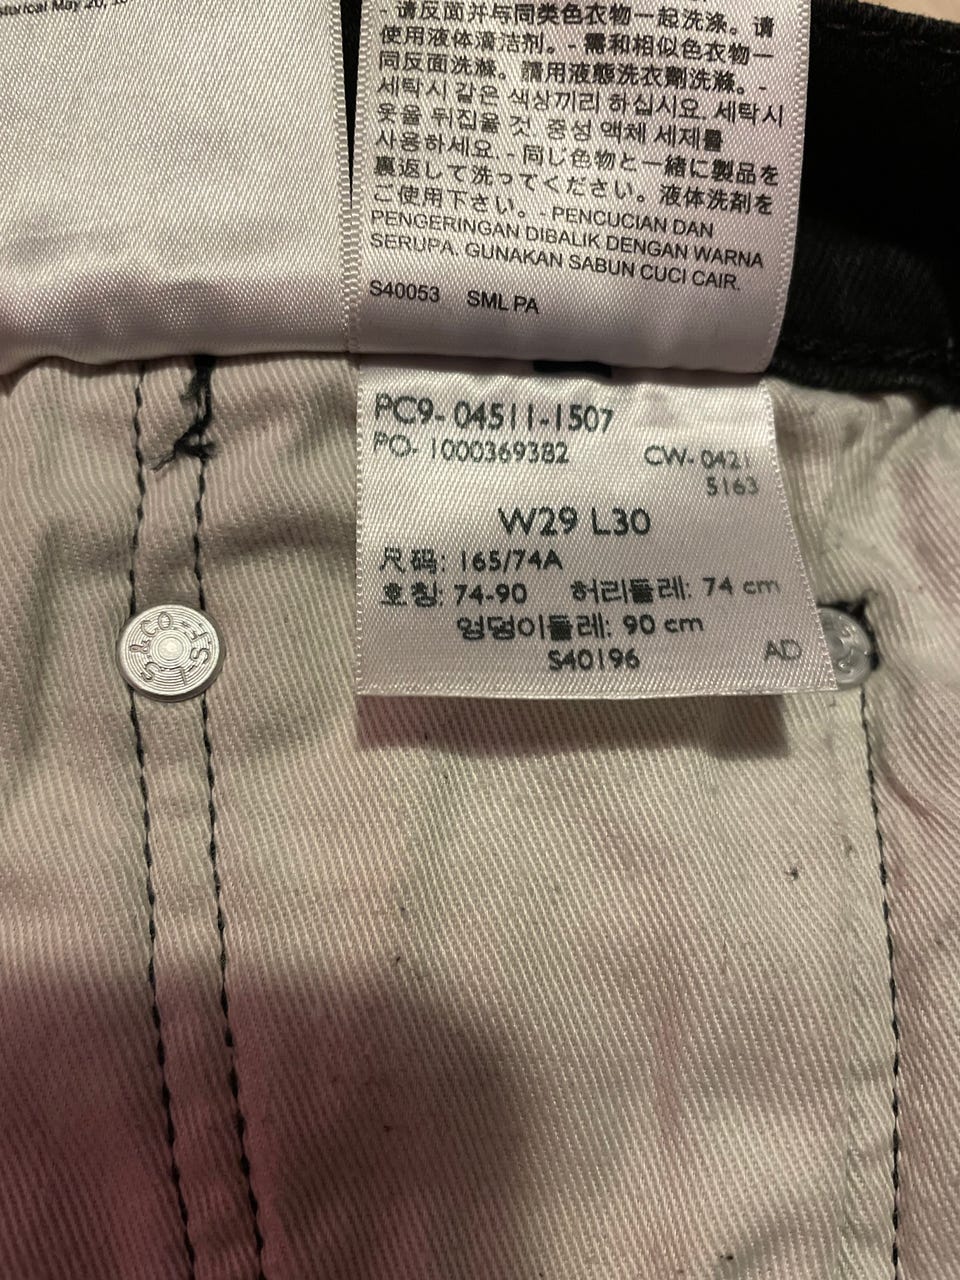 May 20,
- 请反面并与同类色衣物一起洗涤。请
使用液体清洁剂。- 需和相似色衣物一
同反面洗滌。請用液態洗衣劑洗滌。-
세탁시 같은 색상끼리 하십시요. 세탁시
옷을 뒤집을 것. 중성 액체 세제를
사용하세요. - 同じ色物と一緒に製品を
裏返して洗ってください。液体洗剤を
ご使用下さい。- PENCUCIAN DAN
PENGERINGAN DIBALIK DENGAN WARNA
SERUPA. GUNAKAN SABUN CUCI CAIR.
S40053 SML PA
PC9-04511-1507
PO-1000369382 CW-0421
5163
W29 L30
尺码: 165/74A
호칭: 74-90 허리둘레: 74 cm
엉덩이둘레: 90 cm
S40196 AD
LS&CO.-SF